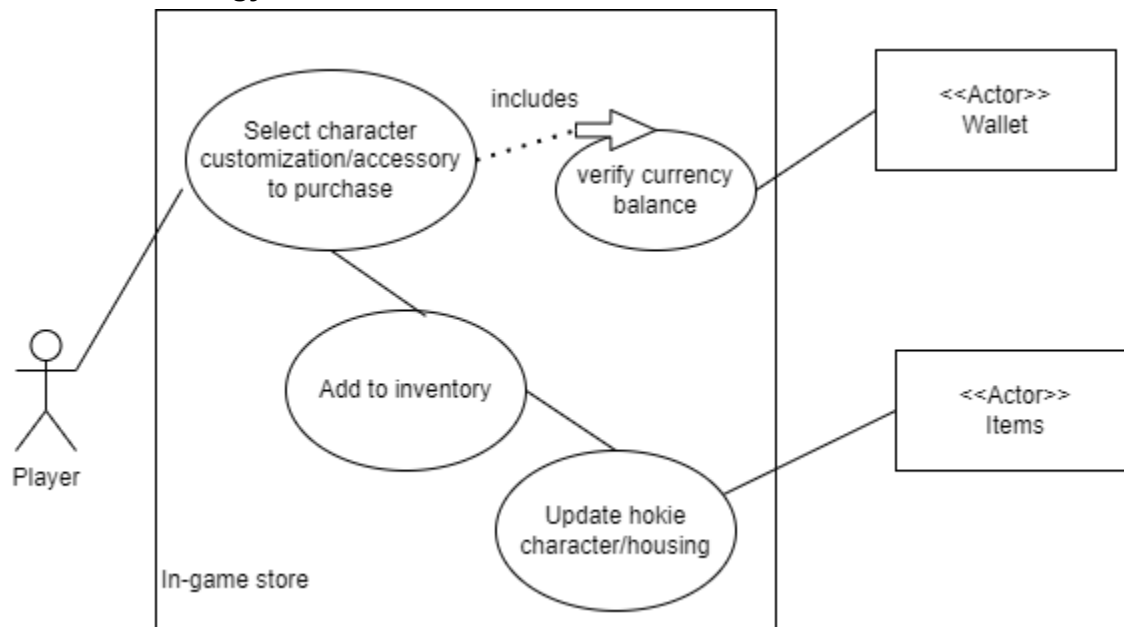 includes
Select character
customization/accessory
to purchase
verify currency
balance
<<Actor>>
Wallet
Add to inventory
<<Actor>>
Items
Player
Update hokie
character/housing
In-game store